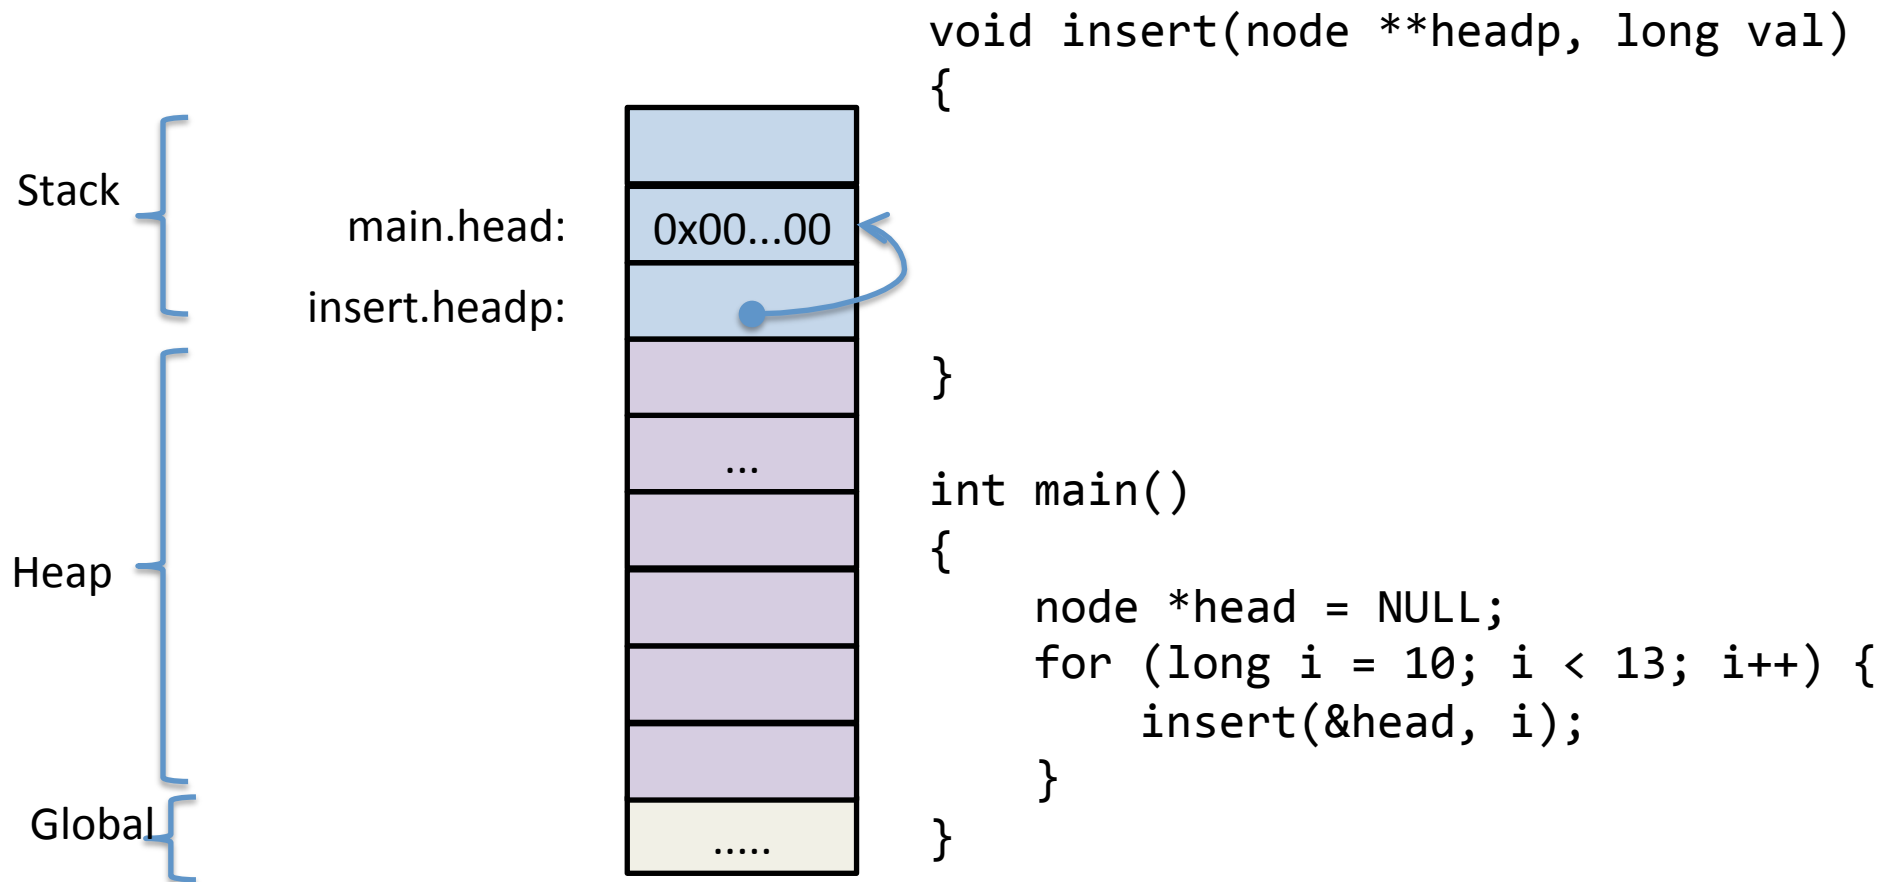 Stack
main.head: 0x00...00
insert.headp:
Heap
...
Global
.....
void insert(node **headp, long val)
{
}
int main()
{
    node *head = NULL;
    for (long i = 10; i < 13; i++) {
        insert(&head, i);
    }
}